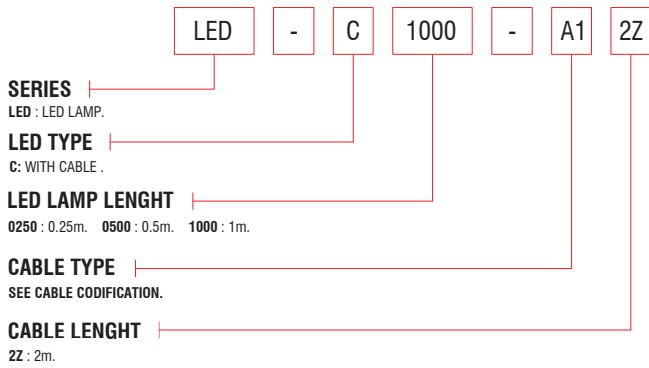 LED - C 1000 - A1 2Z
SERIES
LED : LED LAMP.
LED TYPE
C: WITH CABLE .
LED LAMP LENGHT
0250 : 0.25m. 0500 : 0.5m. 1000 : 1m.
CABLE TYPE
SEE CABLE CODIFICATION.
CABLE LENGHT
2Z : 2m.